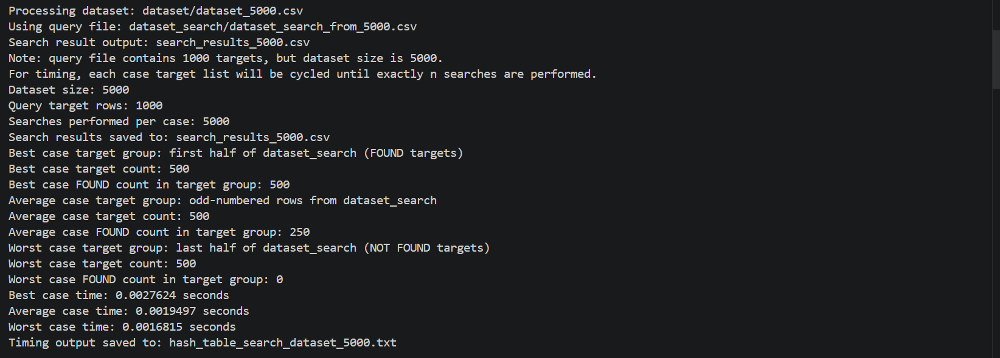 Processing dataset: dataset/dataset_5000.csv
Using query file: dataset_search/dataset_search_from_5000.csv
Search result output: search_results_5000.csv
Note: query file contains 1000 targets, but dataset size is 5000.
For timing, each case target list will be cycled until exactly n searches are performed.
Dataset size: 5000
Query target rows: 1000
Searches performed per case: 5000
Search results saved to: search_results_5000.csv
Best case target group: first half of dataset_search (FOUND targets)
Best case target count: 500
Best case FOUND count in target group: 500
Average case target group: odd-numbered rows from dataset_search
Average case target count: 500
Average case FOUND count in target group: 250
Worst case target group: last half of dataset_search (NOT FOUND targets)
Worst case target count: 500
Worst case FOUND count in target group: 0
Best case time: 0.0027624 seconds
Average case time: 0.0019497 seconds
Worst case time: 0.0016815 seconds
Timing output saved to: hash_table_search_dataset_5000.txt